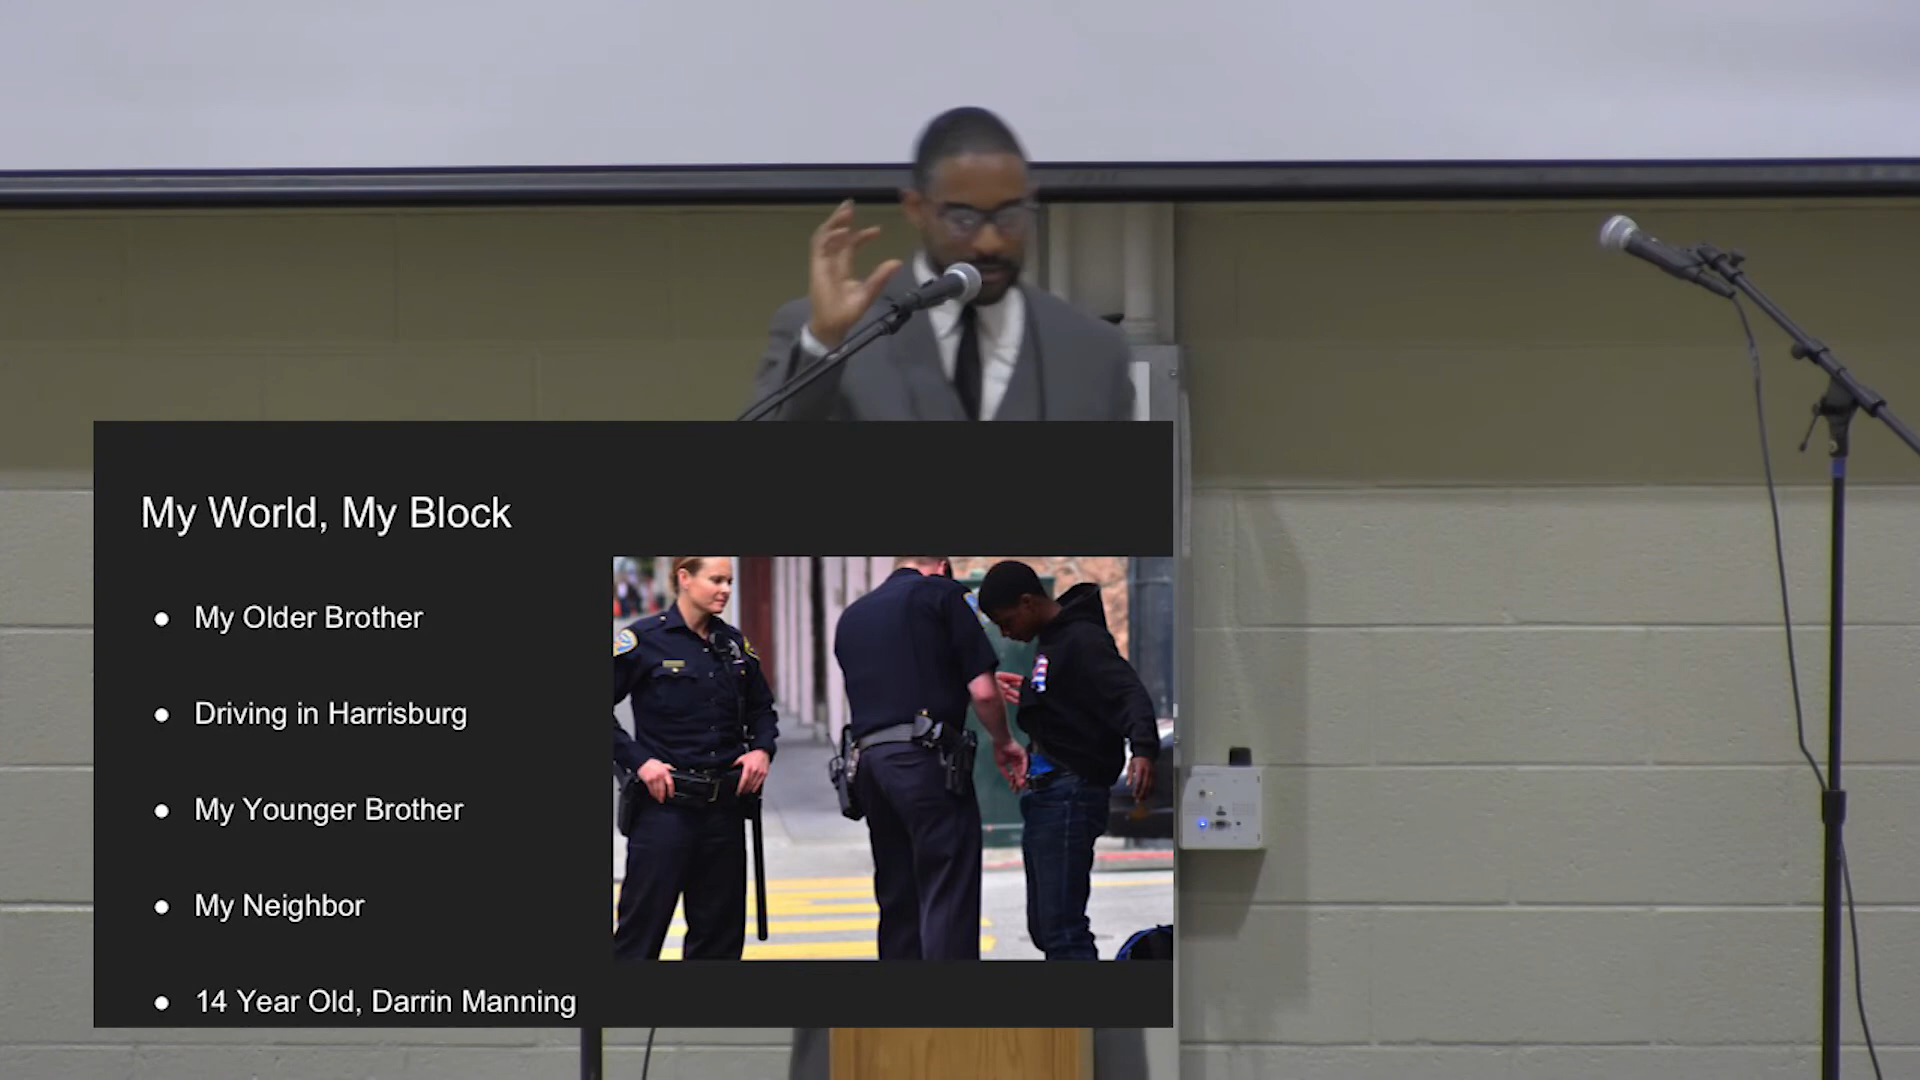 My World, My Block
My Older Brother
Driving in Harrisburg
My Younger Brother
My Neighbor
14 Year Old, Darrin Manning